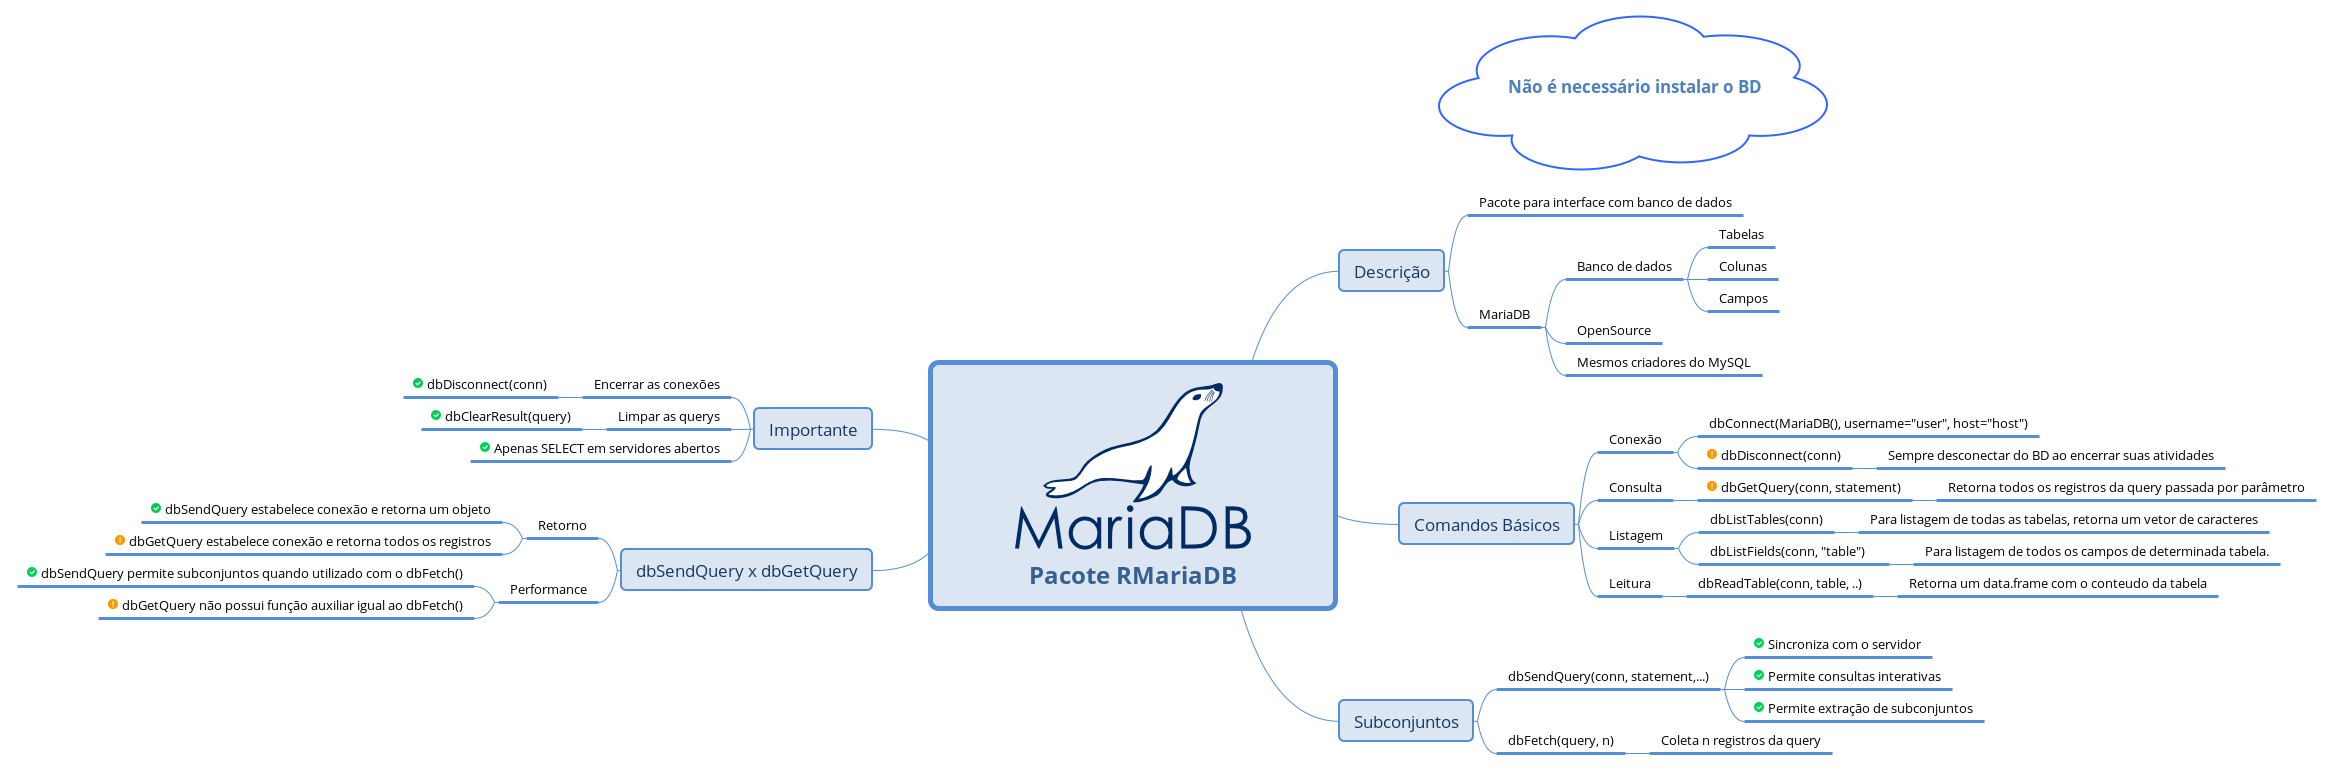 Não é necessário instalar o BD
MariaDB
Pacote RMariaDB
Descrição
Pacote para interface com banco de dados
MariaDB
Banco de dados
Tabelas
Colunas
Campos
OpenSource
Mesmos criadores do MySQL
Comandos Básicos
Conexão
dbConnect(MariaDB(), username="user", host="host")
dbDisconnect(conn)
Sempre desconectar do BD ao encerrar suas atividades
Consulta
dbGetQuery(conn, statement)
Retorna todos os registros da query passada por parâmetro
Listagem
dbListTables(conn)
Para listagem de todas as tabelas, retorna um vetor de caracteres
dbListFields(conn, "table")
Para listagem de todos os campos de determinada tabela.
Leitura
dbReadTable(conn, table, ..)
Retorna um data.frame com o conteudo da tabela
Subconjuntos
dbSendQuery(conn, statement,...)
Sincroniza com o servidor
Permite consultas interativas
Permite extração de subconjuntos
dbFetch(query, n)
Coleta n registros da query
Importante
Encerrar as conexões
dbDisconnect(conn)
Limpar as querys
dbClearResult(query)
Apenas SELECT em servidores abertos
dbSendQuery x dbGetQuery
Retorno
dbSendQuery estabelece conexão e retorna um objeto
dbGetQuery estabelece conexão e retorna todos os registros
Performance
dbSendQuery permite subconjuntos quando utilizado com o dbFetch()
dbGetQuery não possui função auxiliar igual ao dbFetch()